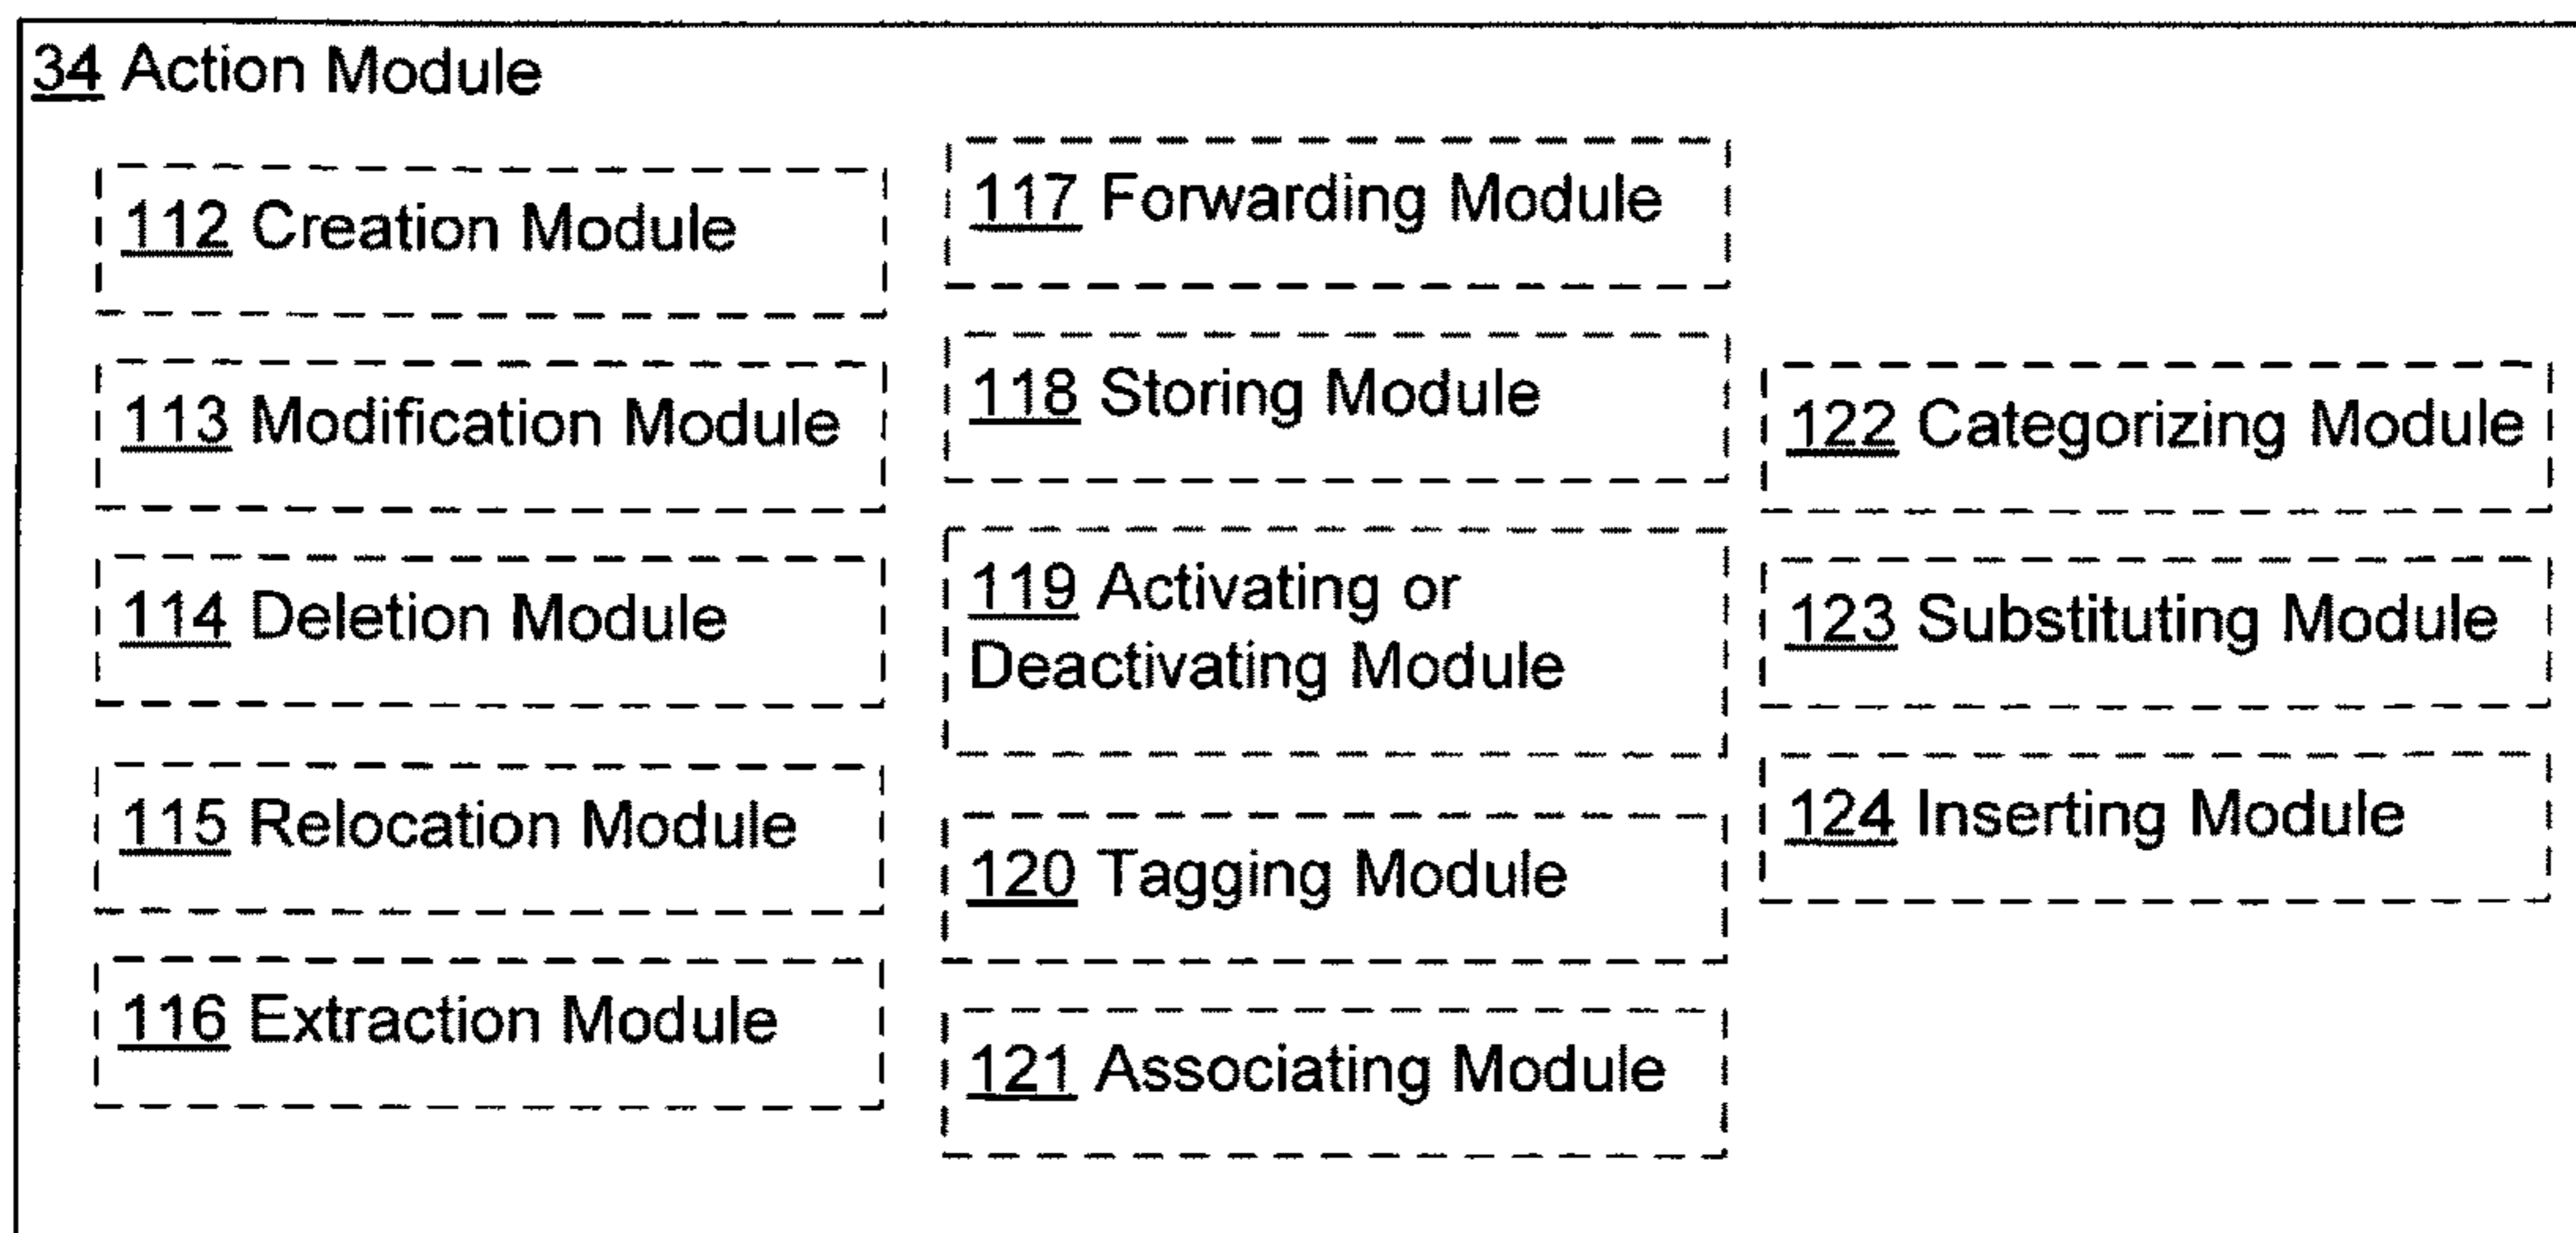 34 Action Module
112 Creation Module
113 Modification Module
114 Deletion Module
115 Relocation Module
116 Extraction Module
117 Forwarding Module
118 Storing Module
119 Activating or
Deactivating Module
120 Tagging Module
121 Associating Module
122 Categorizing Module
123 Substituting Module
124 Inserting Module